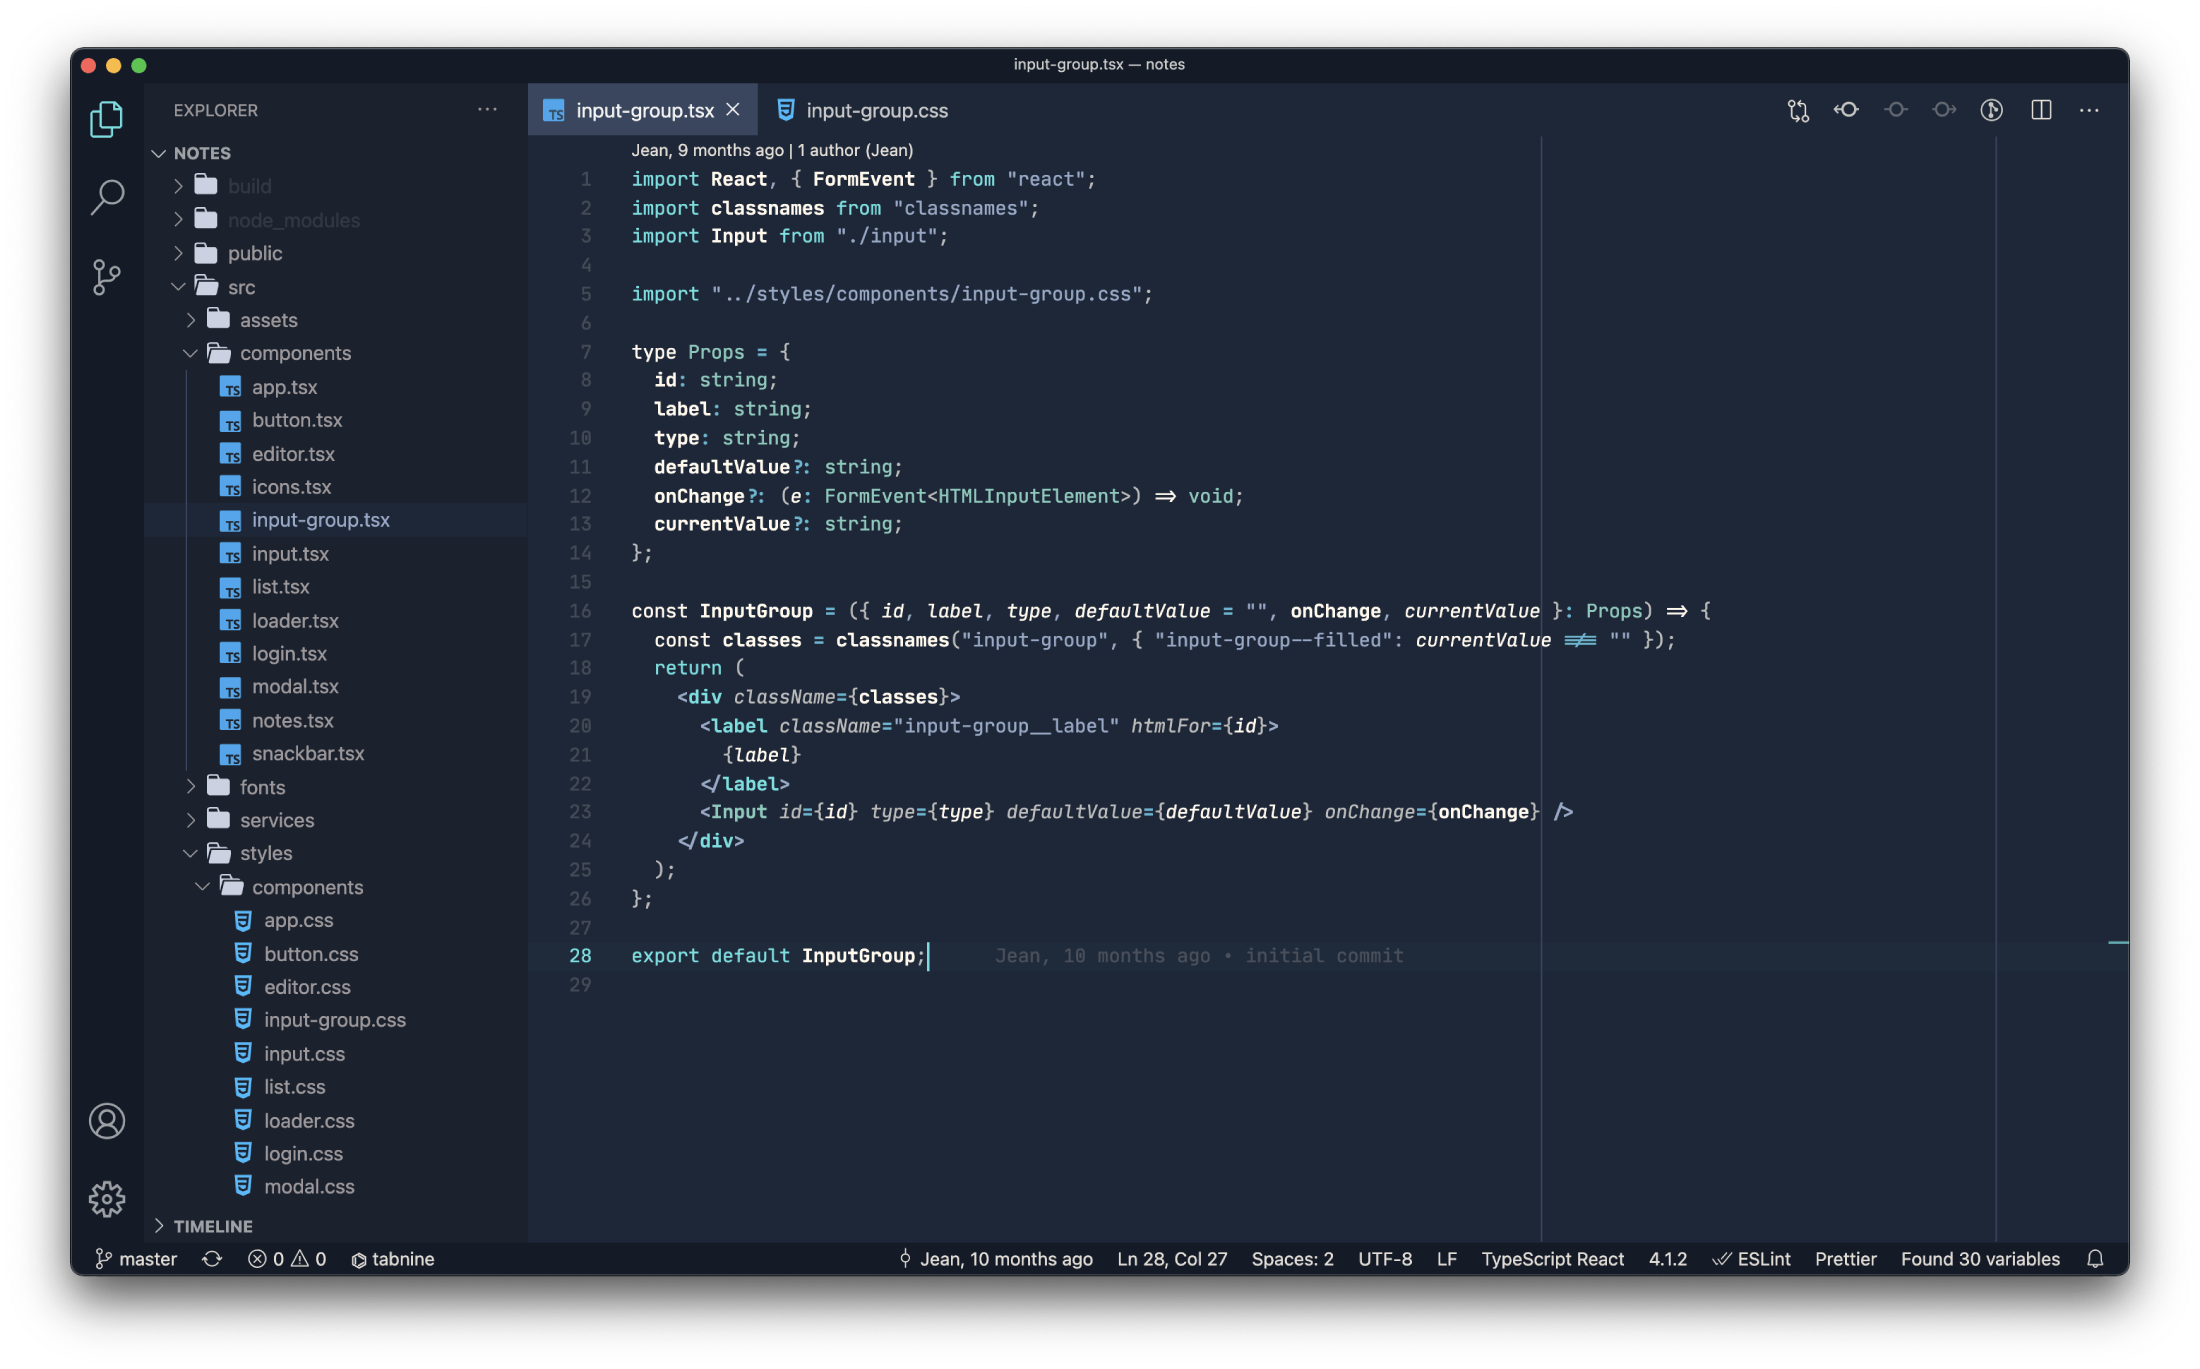 input-group.tsx — notes
EXPLORER
NOTES
build
node_modules
public
src
assets
components
app.tsx
button.tsx
editor.tsx
icons.tsx
input-group.tsx
input.tsx
list.tsx
loader.tsx
login.tsx
modal.tsx
notes.tsx
snackbar.tsx
fonts
services
styles
components
app.css
button.css
editor.css
input-group.css
input.css
list.css
loader.css
login.css
modal.css
TIMELINE
input-group.tsx
input-group.css
Jean, 9 months ago | 1 author (Jean)
1 import React, { FormEvent } from "react";
2 import classnames from "classnames";
3 import Input from "./input";
4
5 import "../styles/components/input-group.css";
6
7 type Props = {
8 id: string;
9 label: string;
10 type: string;
11 defaultValue?: string;
12 onChange?: (e: FormEvent<HTMLInputElement>) => void;
13 currentValue?: string;
14 };
15
16 const InputGroup = ({ id, label, type, defaultValue = "", onChange, currentValue }: Props) => {
17 const classes = classnames("input-group", { "input-group--filled": currentValue !== "" });
18 return (
19 <div className={classes}>
20 <label className="input-group__label" htmlFor={id}>
21 {label}
22 </label>
23 <Input id={id} type={type} defaultValue={defaultValue} onChange={onChange} />
24 </div>
25 );
26 };
27
28 export default InputGroup; Jean, 10 months ago • initial commit
29
master 0 0 tabnine Jean, 10 months ago Ln 28, Col 27 Spaces: 2 UTF-8 LF TypeScript React 4.1.2 ESLint Prettier Found 30 variables